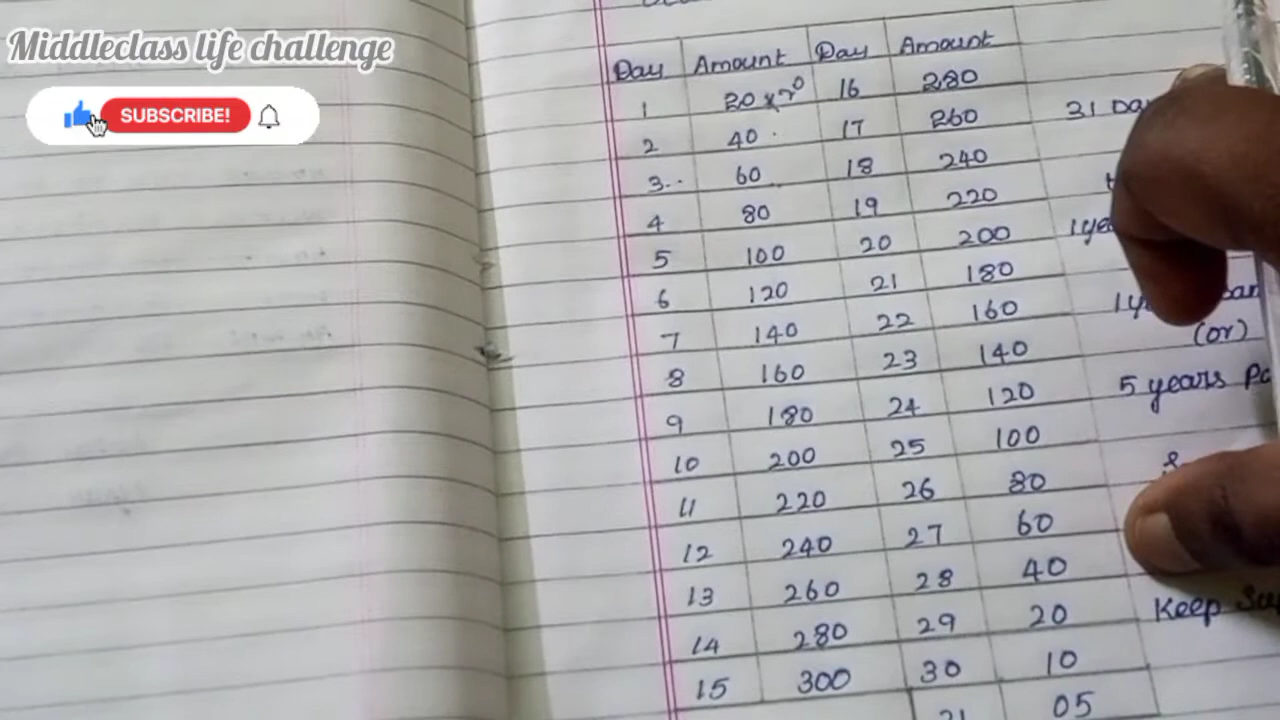 Middleclass life challenge
SUBSCRIBE!
Day Amount Day Amount
1 20 16 280
2 40 17 260
3 60 18 240
4 80 19 220
5 100 20 200
6 120 21 180
7 140 22 160
8 160 23 140
9 180 24 120
10 200 25 100
11 220 26 80
12 240 27 60
13 260 28 40
14 280 29 20
15 300 30 10
31 05
31
(or)
5 years
Keep